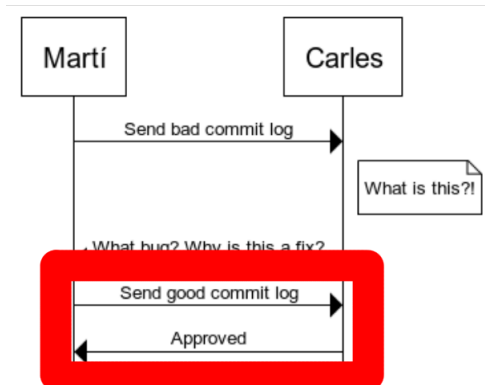 Martí
Carles
Send bad commit log
What is this?!
What bug? Why is this a fix?
Send good commit log
Approved